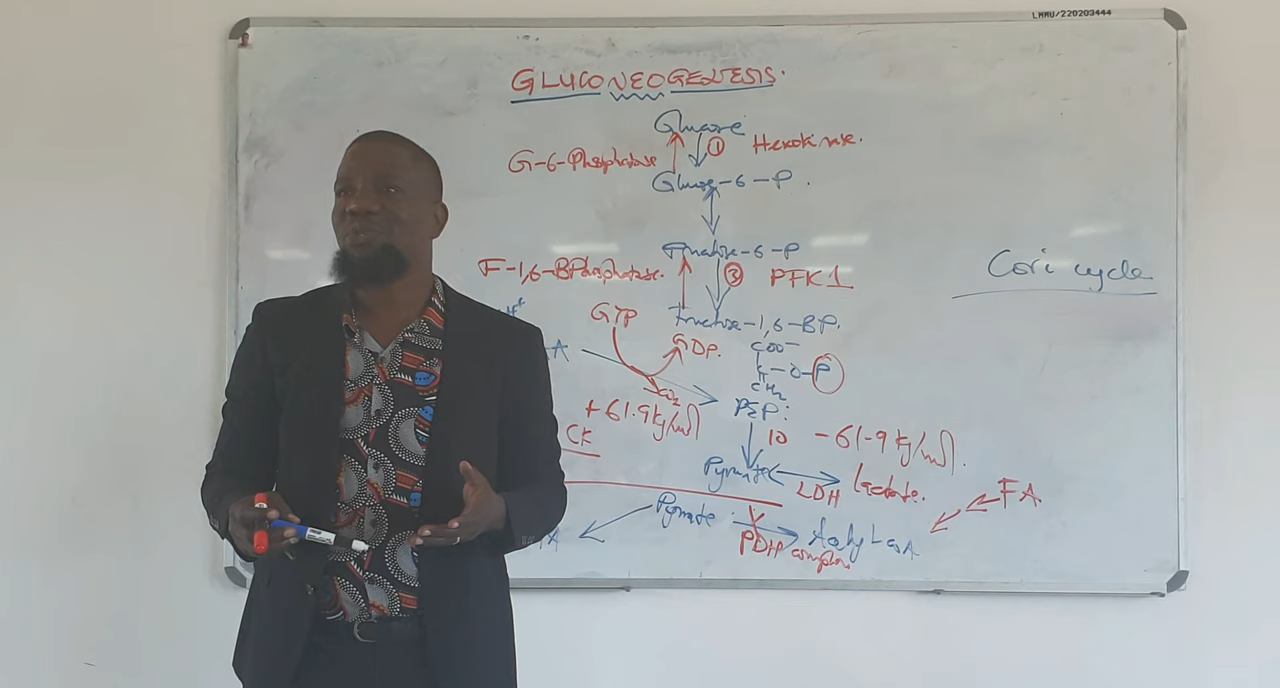 LMMU/220203444
GLUCONEOGENESIS.
Glucose
G-6-Phosphatase ① Hexokinase.
Glucose-6-P.
Fructose-6-P
F-1,6-BPhosphatase. ③ PFK1
Cori cycle
H+
GTP Fructose-1,6-BP.
GDP. COO-
A C-O-P
CO2 CH2
+61.9kJ/mol PEP:
CK 10 -61.9kJ/mol.
Pyruvate LDH lactate.
FA
Pyruvate Acetyl CoA
A PDH complex